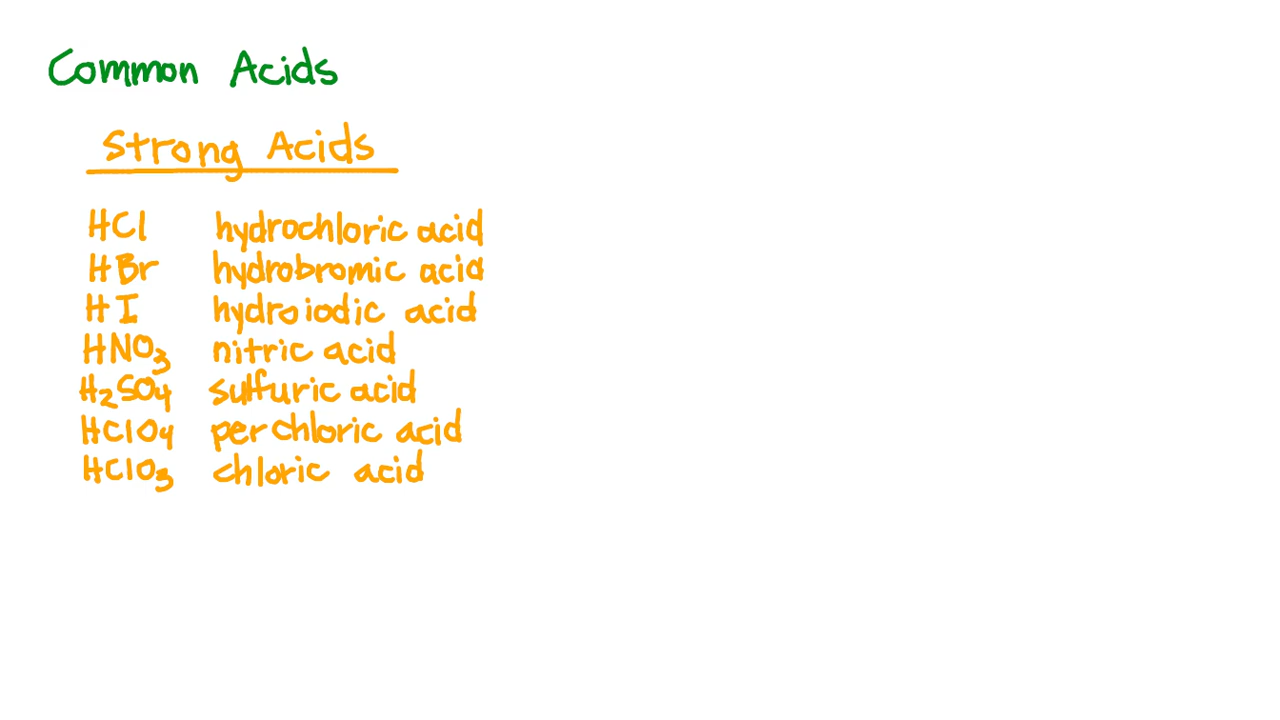 Common Acids
Strong Acids
HCl hydrochloric acid
HBr hydrobromic acid
HI hydroiodic acid
HNO₃ nitric acid
H₂SO₄ sulfuric acid
HClO₄ perchloric acid
HClO₃ chloric acid